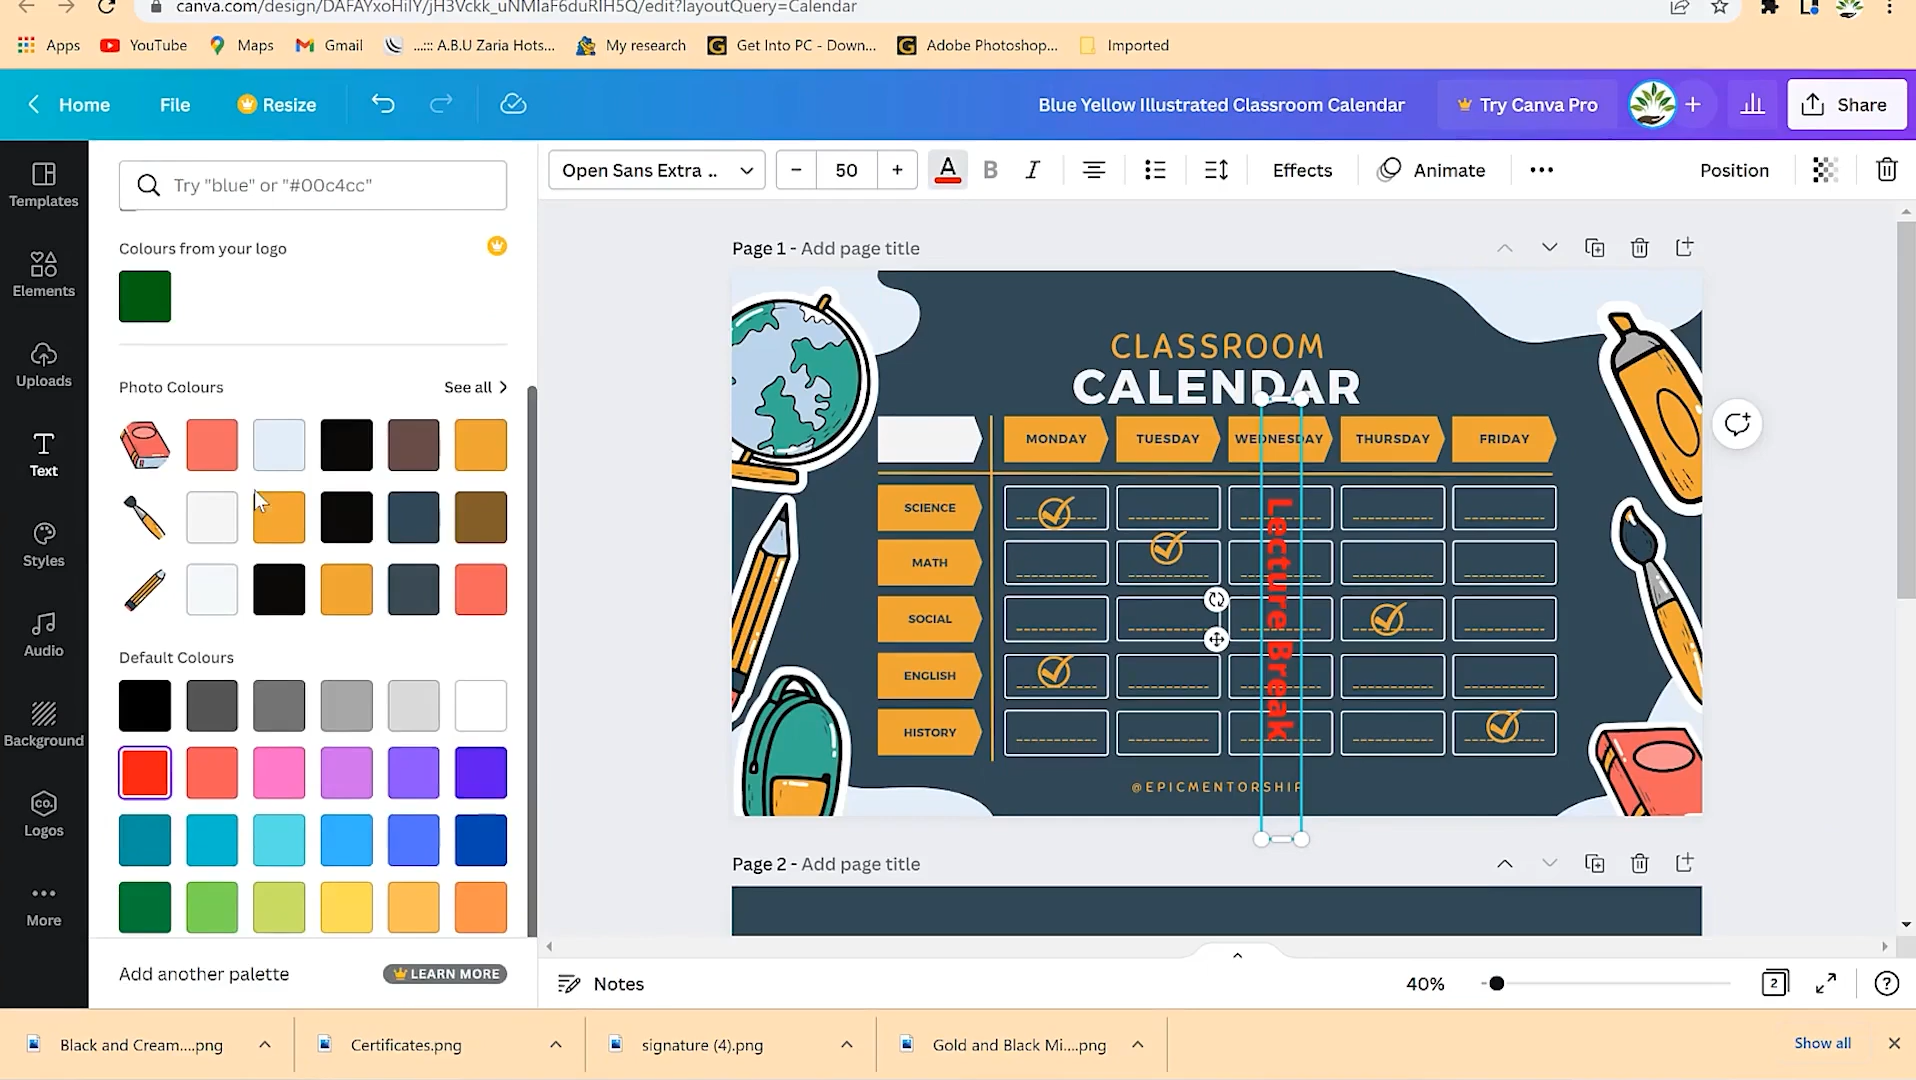 canva.com/design/DAFAYxoHiIY/jH3Vckk_uNMIaF6duRIH5Q/edit?layoutQuery=Calendar
Apps
YouTube
Maps
Gmail
...::: A.B.U Zaria Hots...
My research
Get Into PC - Down...
Adobe Photoshop...
Imported
Home
File
Resize
Blue Yellow Illustrated Classroom Calendar
Try Canva Pro
Share
Templates
Elements
Uploads
Text
Styles
Audio
Background
CO.
Logos
More
Try "blue" or "#00c4cc"
Colours from your logo
Photo Colours
See all
Default Colours
Add another palette
LEARN MORE
Open Sans Extra ..
50
A
B
I
Effects
Animate
Position
Page 1 - Add page title
CLASSROOM
CALENDAR
MONDAY
TUESDAY
WEDNESDAY
THURSDAY
FRIDAY
SCIENCE
MATH
SOCIAL
ENGLISH
HISTORY
Lecture Break
@EPICMENTORSHIP
Page 2 - Add page title
Notes
40%
2
?
Black and Cream....png
Certificates.png
signature (4).png
Gold and Black Mi....png
Show all